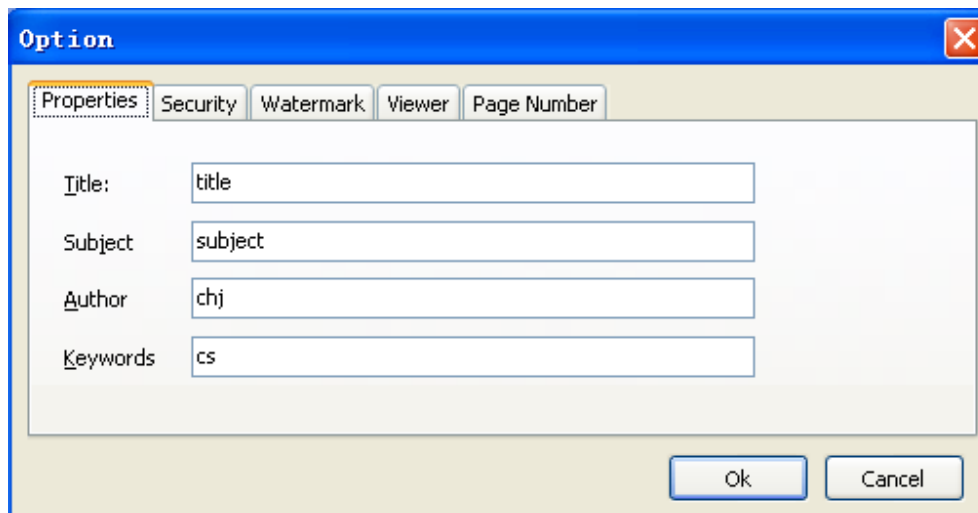 Option
Properties Security Watermark Viewer Page Number
Title: title
Subject subject
Author chj
Keywords cs
Ok Cancel